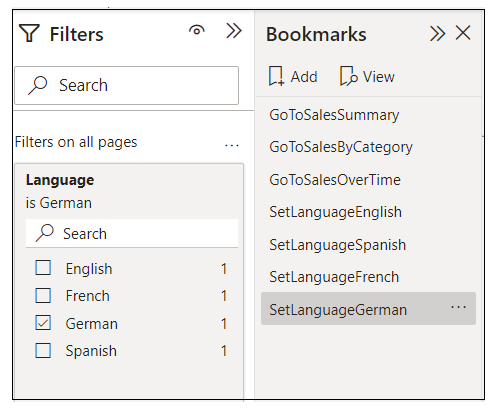 Filters
Search
Filters on all pages
...
Language
is German
Search
English 1
French 1
German 1
Spanish 1
Bookmarks
Add View
GoToSalesSummary
GoToSalesByCategory
GoToSalesOverTime
SetLanguageEnglish
SetLanguageSpanish
SetLanguageFrench
SetLanguageGerman ...